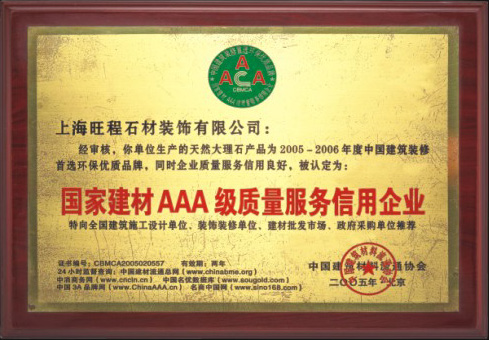 AAA
CBMCA
上海旺程石材装饰有限公司：
经审核，你单位生产的天然大理石产品为2005-2006年度中国建筑装修
首选环保优质品牌，同时企业质量服务信用良好，被认定为：
国家建材AAA级质量服务信用企业
特向全国建筑施工设计单位、装饰装修单位、建材批发市场、政府采购单位推荐
证书编号：CBMCA2005020557 有效期：两年
24小时监督查询：中国建材流通网（www.chinabme.org）
中消商务网（www.cncin.cn） 中国名优数据库（www.sougold.com）
中国3A品牌网（www.ChinaAAA.cn） 名商中国网（www.sino168.com）
中国建筑材料流通协会
二〇〇五年·北京